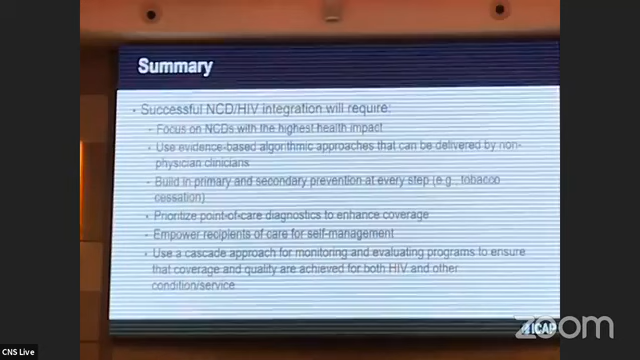 Summary
• Successful NCD/HIV integration will require:
– Focus on NCDs with the highest health impact
– Use evidence-based algorithmic approaches that can be delivered by non-
physician clinicians
– Build in primary and secondary prevention at every step (e.g., tobacco
cessation)
– Prioritize point-of-care diagnostics to enhance coverage
– Empower recipients of care for self-management
– Use a cascade approach for monitoring and evaluating programs to ensure
that coverage and quality are achieved for both HIV and other
condition/service
ICAP
zoom
CNS Live